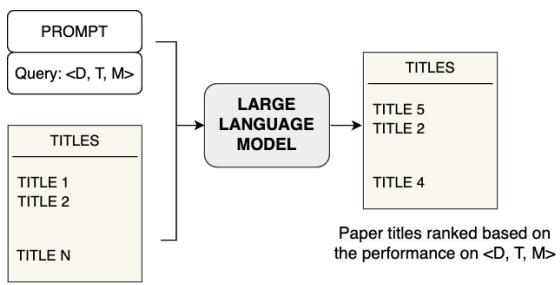 PROMPT
Query: <D, T, M>
TITLES
TITLE 1
TITLE 2
TITLE N
LARGE
LANGUAGE
MODEL
TITLES
TITLE 5
TITLE 2
TITLE 4
Paper titles ranked based on
the performance on <D, T, M>